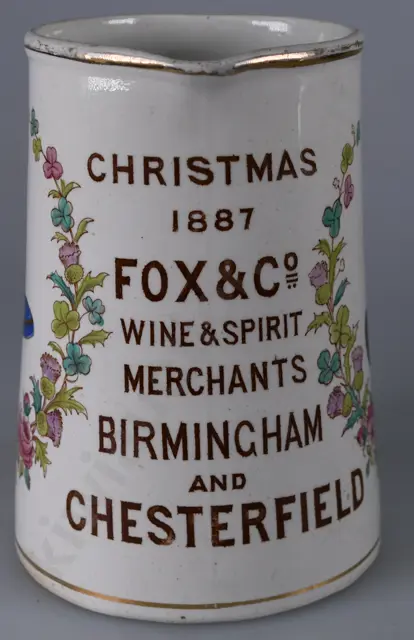 CHRISTMAS
1887
FOX & Cº
WINE & SPIRIT
MERCHANTS
BIRMINGHAM
AND
CHESTERFIELD